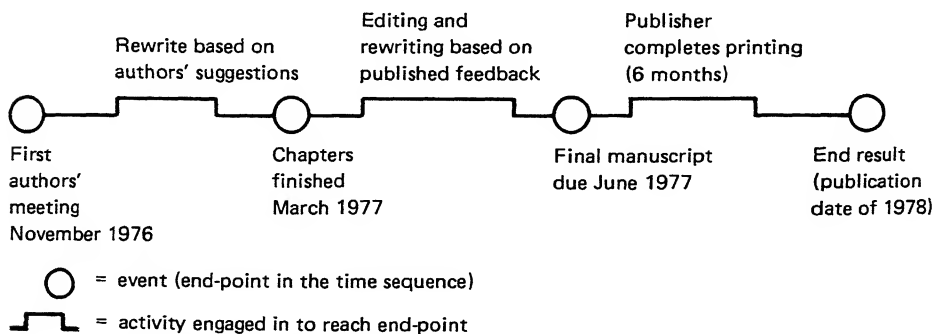 Rewrite based on
authors' suggestions
Editing and
rewriting based on
published feedback
Publisher
completes printing
(6 months)
First
authors'
meeting
November 1976
Chapters
finished
March 1977
Final manuscript
due June 1977
End result
(publication
date of 1978)
= event (end-point in the time sequence)
= activity engaged in to reach end-point